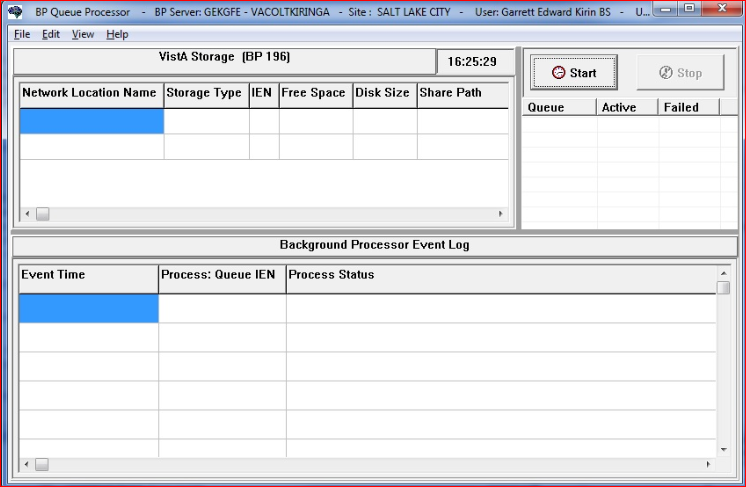 BP Queue Processor - BP Server: GEKGFE - VACOLTKIRINGA - Site : SALT LAKE CITY - User: Garrett Edward Kirin BS - U...
File Edit View Help
VistA Storage (BP 196) 16:25:29
Start Stop
Network Location Name Storage Type IEN Free Space Disk Size Share Path
Queue Active Failed
Background Processor Event Log
Event Time Process: Queue IEN Process Status